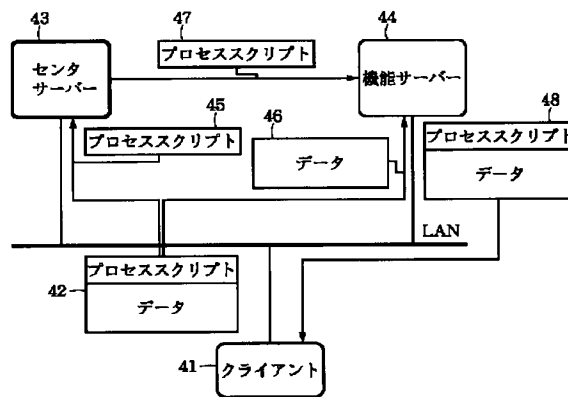 43
47
44
プロセススクリプト
センタ
サーバー
機能サーバー
45
46
48
プロセススクリプト
プロセススクリプト
データ
データ
LAN
プロセススクリプト
42
データ
41
クライアント